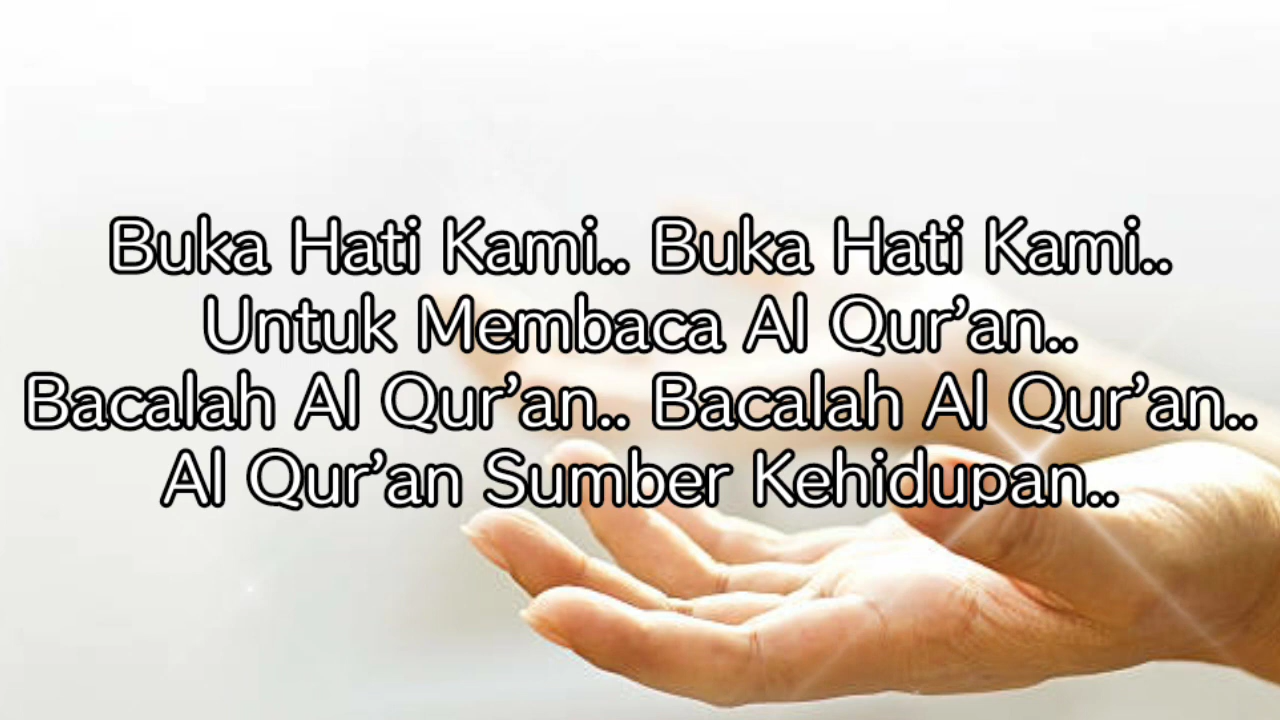 Buka Hati Kami.. Buka Hati Kami..
Untuk Membaca Al Qur’an..
Bacalah Al Qur’an.. Bacalah Al Qur’an..
Al Qur’an Sumber Kehidupan..